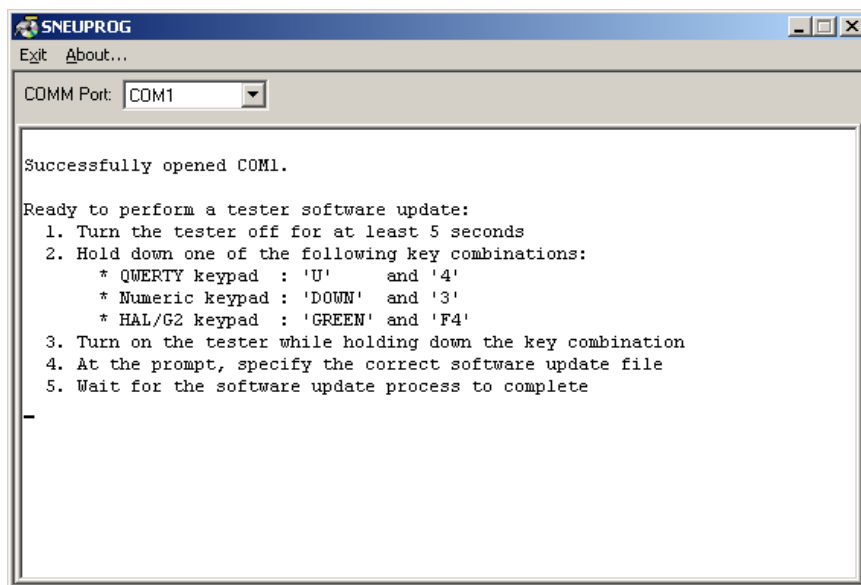 SNEUPROG
Exit About...
COMM Port: COM1
Successfully opened COM1.
Ready to perform a tester software update:
1. Turn the tester off for at least 5 seconds
2. Hold down one of the following key combinations:
* QWERTY keypad : 'U' and '4'
* Numeric keypad : 'DOWN' and '3'
* HAL/G2 keypad : 'GREEN' and 'F4'
3. Turn on the tester while holding down the key combination
4. At the prompt, specify the correct software update file
5. Wait for the software update process to complete